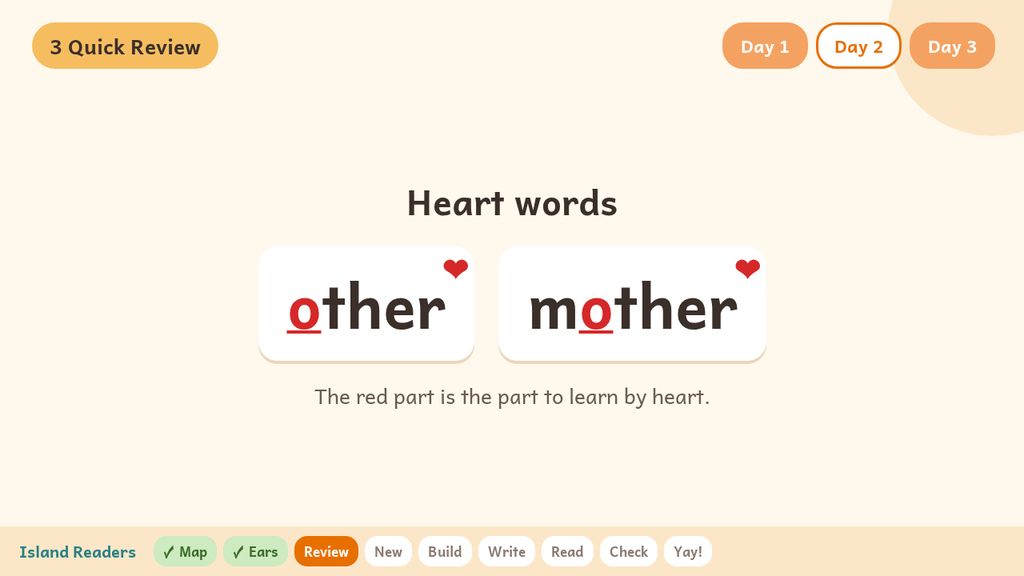 3 Quick Review
Day 1 Day 2 Day 3
Heart words
other mother
The red part is the part to learn by heart.
Island Readers ✓ Map ✓ Ears Review New Build Write Read Check Yay!